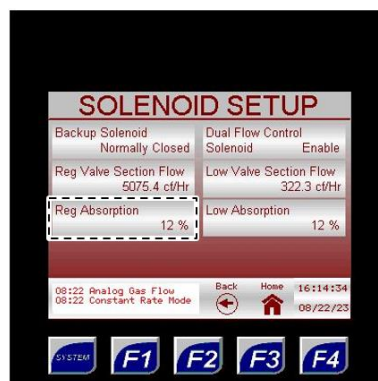 SOLENOID SETUP
Backup Solenoid
Normally Closed
Dual Flow Control
Solenoid Enable
Reg Valve Section Flow
5075.4 cf/Hr
Low Valve Section Flow
322.3 cf/Hr
Reg Absorption
12 %
Low Absorption
12 %
08:22 Analog Gas Flow
08:22 Constant Rate Mode
Back
Home
16:14:34
08/22/23
SYSTEM
F1
F2
F3
F4